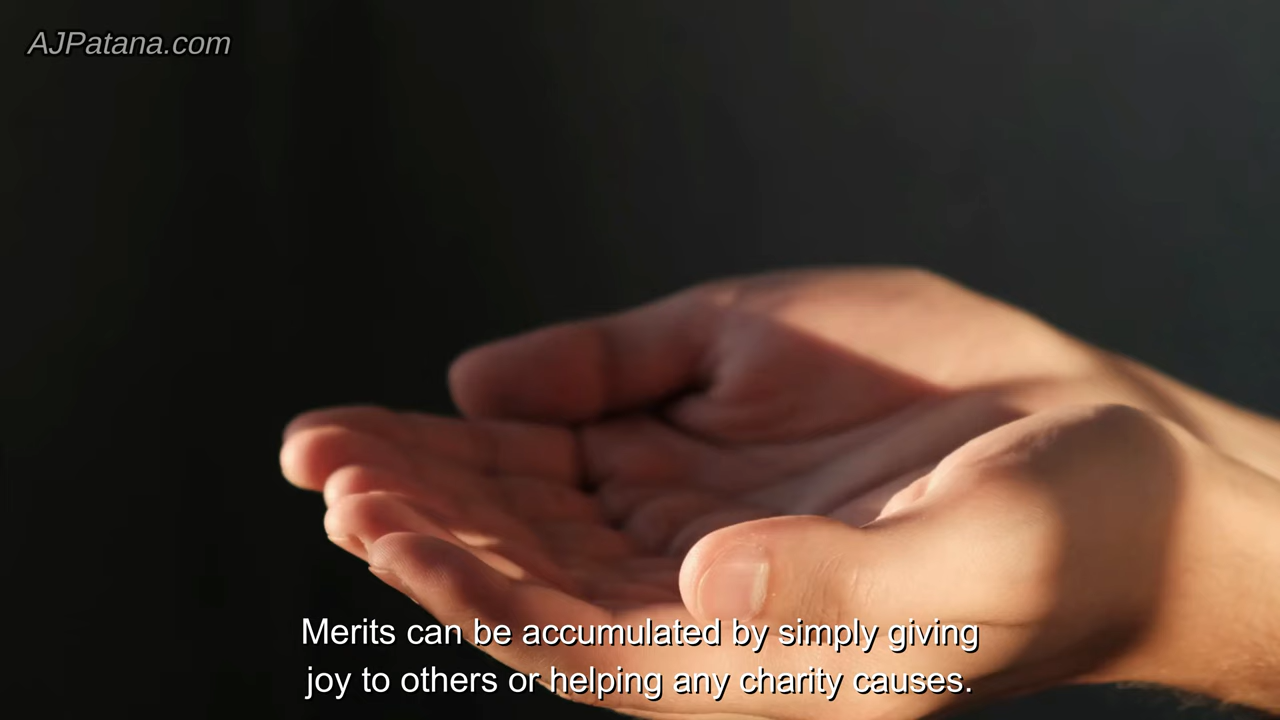 AJPatana.com
Merits can be accumulated by simply giving
joy to others or helping any charity causes.